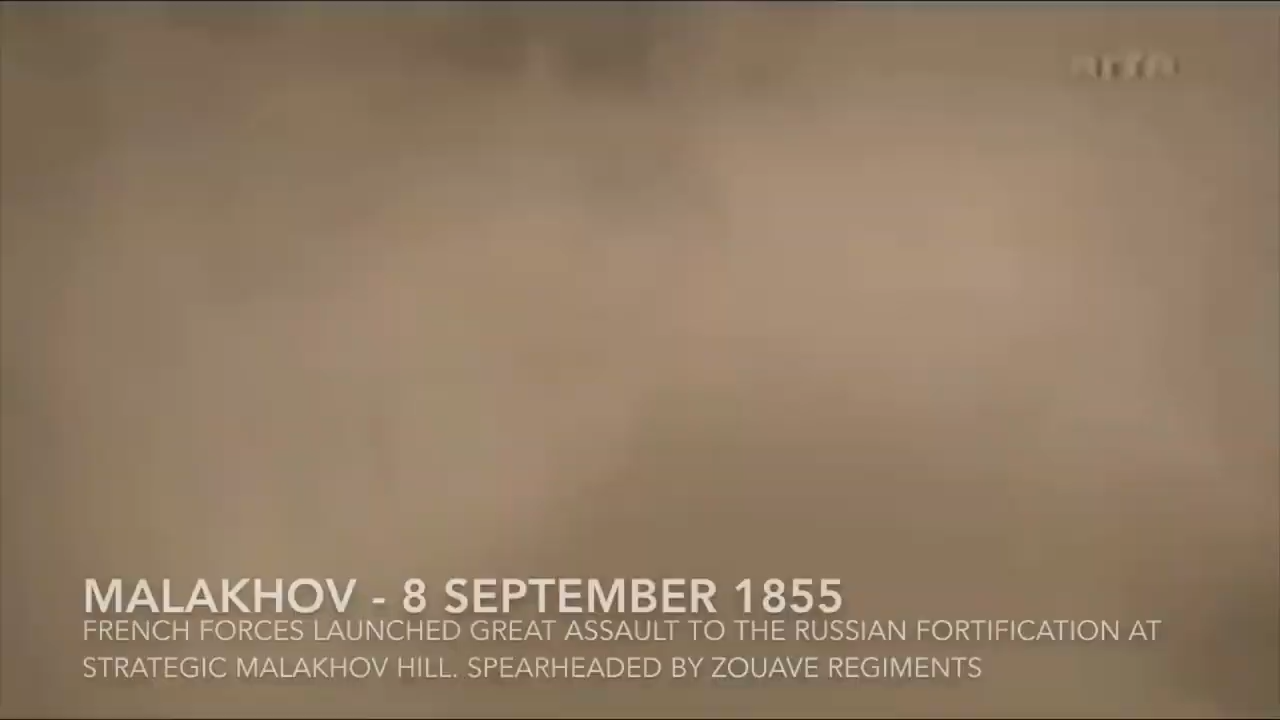 MALAKHOV - 8 SEPTEMBER 1855
FRENCH FORCES LAUNCHED GREAT ASSAULT TO THE RUSSIAN FORTIFICATION AT
STRATEGIC MALAKHOV HILL. SPEARHEADED BY ZOUAVE REGIMENTS